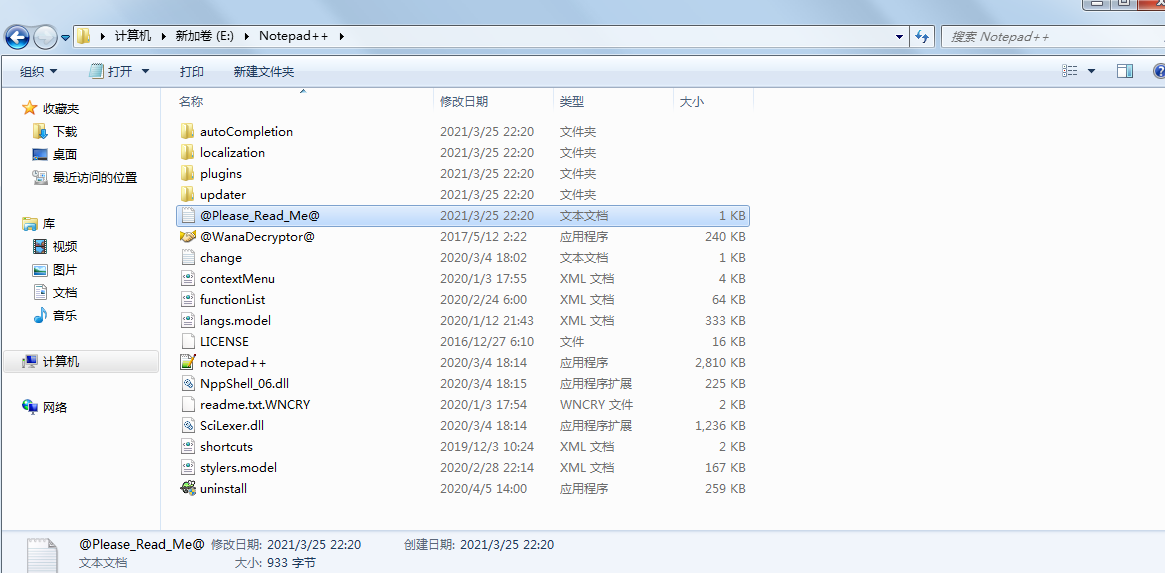 计算机 新加卷 (E:) Notepad++ 搜索 Notepad++
组织 打开 打印 新建文件夹
名称 修改日期 类型 大小
收藏夹
下载
桌面
最近访问的位置
库
视频
图片
文档
音乐
计算机
网络
autoCompletion 2021/3/25 22:20 文件夹
localization 2021/3/25 22:20 文件夹
plugins 2021/3/25 22:20 文件夹
updater 2021/3/25 22:20 文件夹
@Please_Read_Me@ 2021/3/25 22:20 文本文档 1 KB
@WanaDecryptor@ 2017/5/12 2:22 应用程序 240 KB
change 2020/3/4 18:02 文本文档 1 KB
contextMenu 2020/1/3 17:55 XML 文档 4 KB
functionList 2020/2/24 6:00 XML 文档 64 KB
langs.model 2020/1/12 21:43 XML 文档 333 KB
LICENSE 2016/12/27 6:10 文件 16 KB
notepad++ 2020/3/4 18:14 应用程序 2,810 KB
NppShell_06.dll 2020/3/4 18:15 应用程序扩展 225 KB
readme.txt.WNCRY 2020/1/3 17:54 WNCRY 文件 2 KB
SciLexer.dll 2020/3/4 18:14 应用程序扩展 1,236 KB
shortcuts 2019/12/3 10:24 XML 文档 2 KB
stylers.model 2020/2/28 22:14 XML 文档 167 KB
uninstall 2020/4/5 14:00 应用程序 259 KB
@Please_Read_Me@ 修改日期: 2021/3/25 22:20 创建日期: 2021/3/25 22:20
文本文档 大小: 933 字节